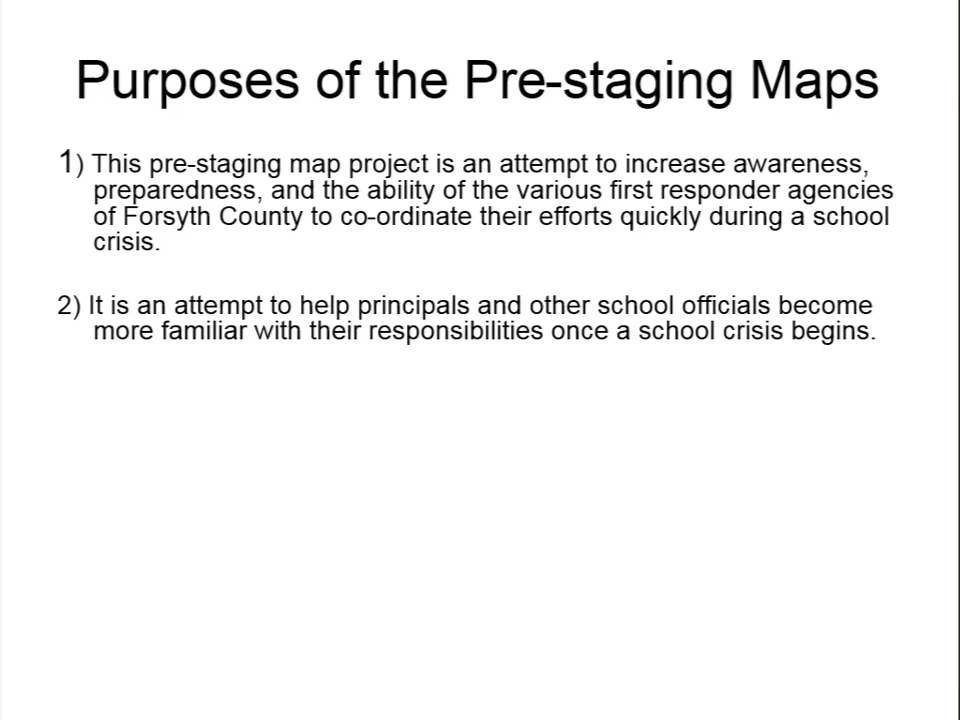 Purposes of the Pre-staging Maps
1) This pre-staging map project is an attempt to increase awareness,
preparedness, and the ability of the various first responder agencies
of Forsyth County to co-ordinate their efforts quickly during a school
crisis.
2) It is an attempt to help principals and other school officials become
more familiar with their responsibilities once a school crisis begins.